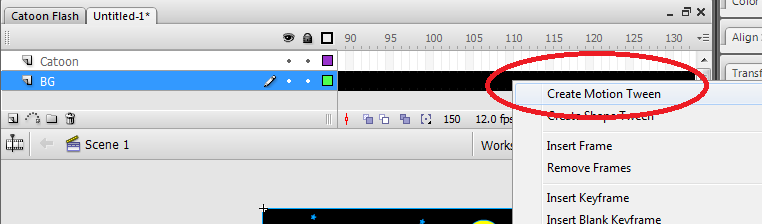 Catoon Flash Untitled-1*
Color
90 95 100 105 110 115 120 125 130
Align
Catoon
BG
Transf
Create Motion Tween
Create Shape Tween
150 12.0 fps
Scene 1
Works
Insert Frame
Remove Frames
Insert Keyframe
Insert Blank Keyframe